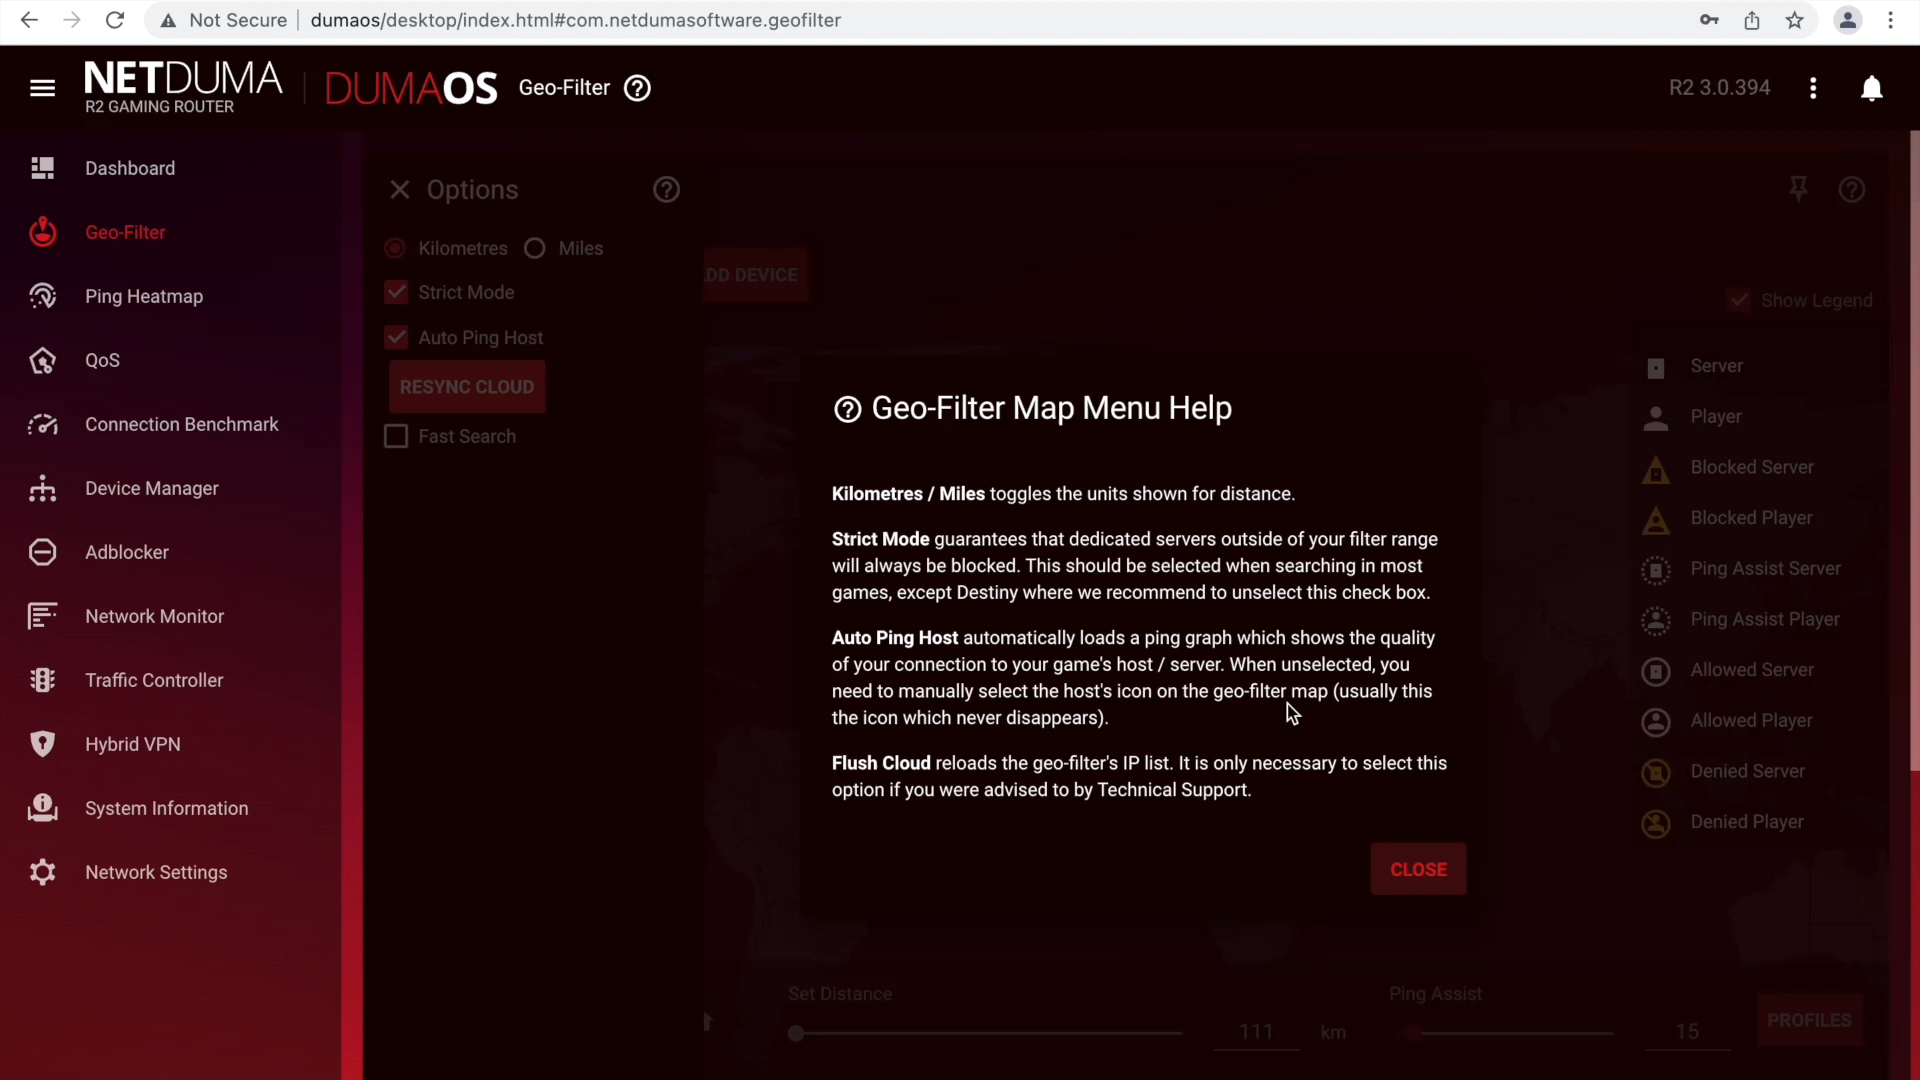 Not Secure dumaos/desktop/index.html#com.netdumasoftware.geofilter
NETDUMA
R2 GAMING ROUTER
DUMAOS Geo-Filter
R2 3.0.394
Dashboard
Geo-Filter
Ping Heatmap
QoS
Connection Benchmark
Device Manager
Adblocker
Network Monitor
Traffic Controller
Hybrid VPN
System Information
Network Settings
Options
Kilometres Miles
Strict Mode
Auto Ping Host
RESYNC CLOUD
Fast Search
DD DEVICE
Geo-Filter Map Menu Help
Kilometres / Miles toggles the units shown for distance.
Strict Mode guarantees that dedicated servers outside of your filter range
will always be blocked. This should be selected when searching in most
games, except Destiny where we recommend to unselect this check box.
Auto Ping Host automatically loads a ping graph which shows the quality
of your connection to your game's host / server. When unselected, you
need to manually select the host's icon on the geo-filter map (usually this
the icon which never disappears).
Flush Cloud reloads the geo-filter's IP list. It is only necessary to select this
option if you were advised to by Technical Support.
CLOSE
Show Legend
Server
Player
Blocked Server
Blocked Player
Ping Assist Server
Ping Assist Player
Allowed Server
Allowed Player
Denied Server
Denied Player
Set Distance
111 km
Ping Assist
15
PROFILES